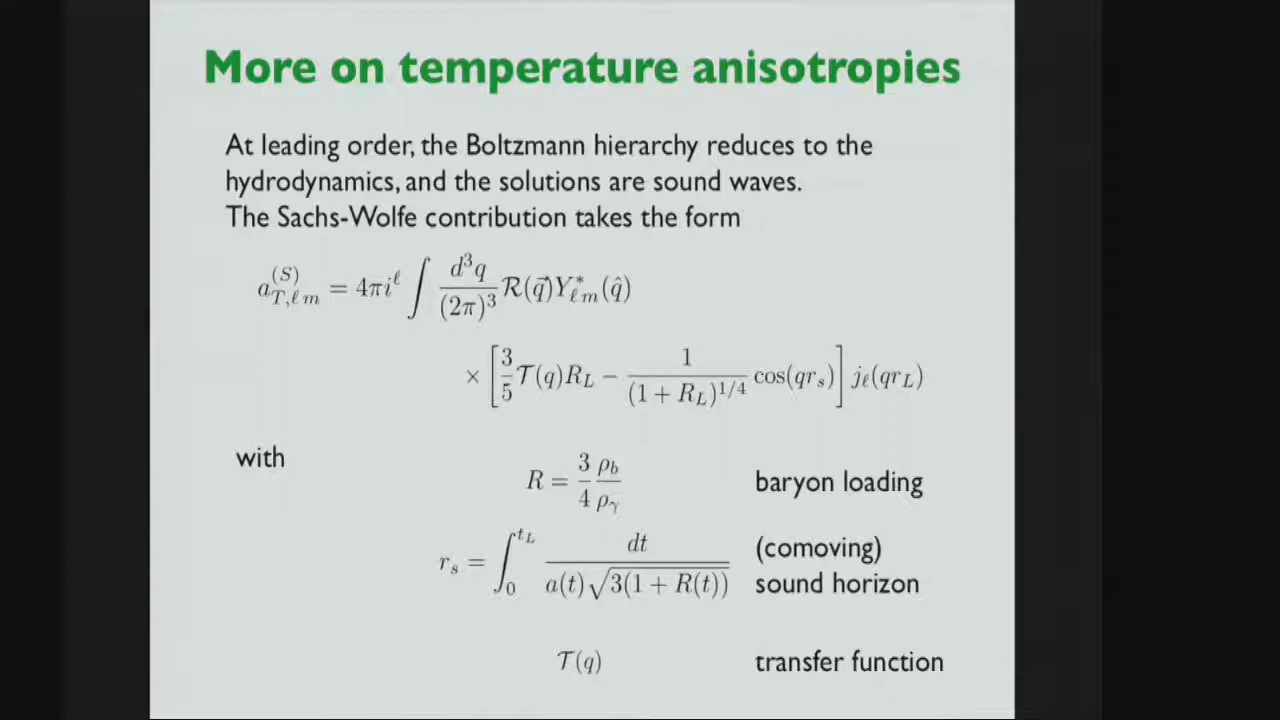 More on temperature anisotropies
At leading order, the Boltzmann hierarchy reduces to the
hydrodynamics, and the solutions are sound waves.
The Sachs-Wolfe contribution takes the form
$a_{T,\ell m}^{(S)} = 4\pi i^{\ell} \int \frac{d^3q}{(2\pi)^3} \mathcal{R}(\vec{q}) Y_{\ell m}^{*}(\hat{q})$
$\times \left[ \frac{3}{5} \mathcal{T}(q) R_L - \frac{1}{(1+R_L)^{1/4}} \cos(q r_s) \right] j_{\ell}(q r_L)$
with
$R = \frac{3}{4} \frac{\rho_b}{\rho_\gamma}$ baryon loading
$r_s = \int_0^{t_L} \frac{dt}{a(t)\sqrt{3(1+R(t))}}$ (comoving)
sound horizon
$\mathcal{T}(q)$ transfer function